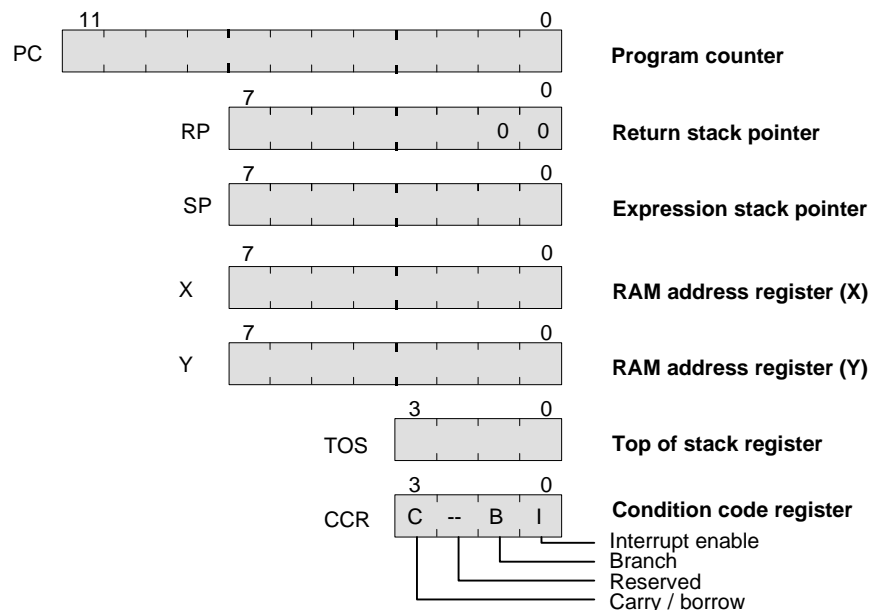 11 0
PC Program counter
7 0
RP 0 0 Return stack pointer
7 0
SP Expression stack pointer
7 0
X RAM address register (X)
7 0
Y RAM address register (Y)
3 0
TOS Top of stack register
3 0
CCR C -- B I Condition code register
Interrupt enable
Branch
Reserved
Carry / borrow